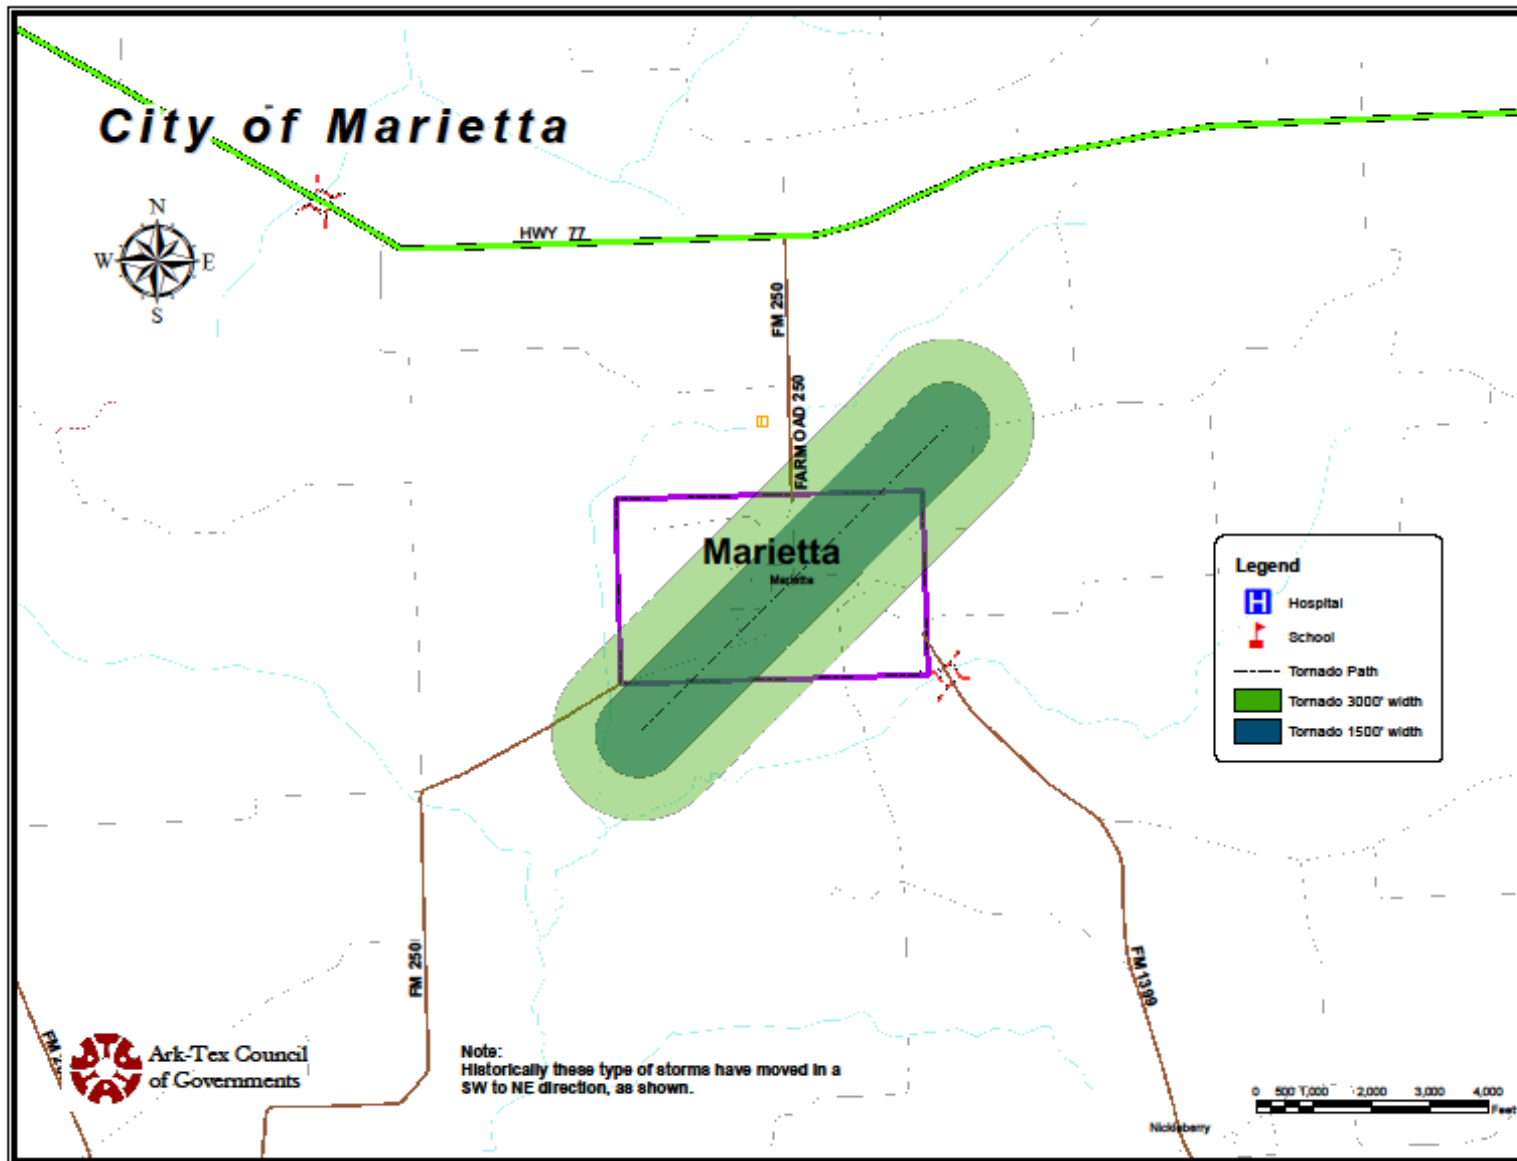 City of Marietta
N
W E
S
HWY 77
FM 250
FARMROAD 250
Marietta
Marietta
Legend
H Hospital
School
Tornado Path
Tornado 3000' width
Tornado 1500' width
FM 250
FM 1399
FM
Ark-Tex Council
of Governments
Note:
Historically these type of storms have moved in a
SW to NE direction, as shown.
0 500 1,000 2,000 3,000 4,000
Feet
Nickleberry